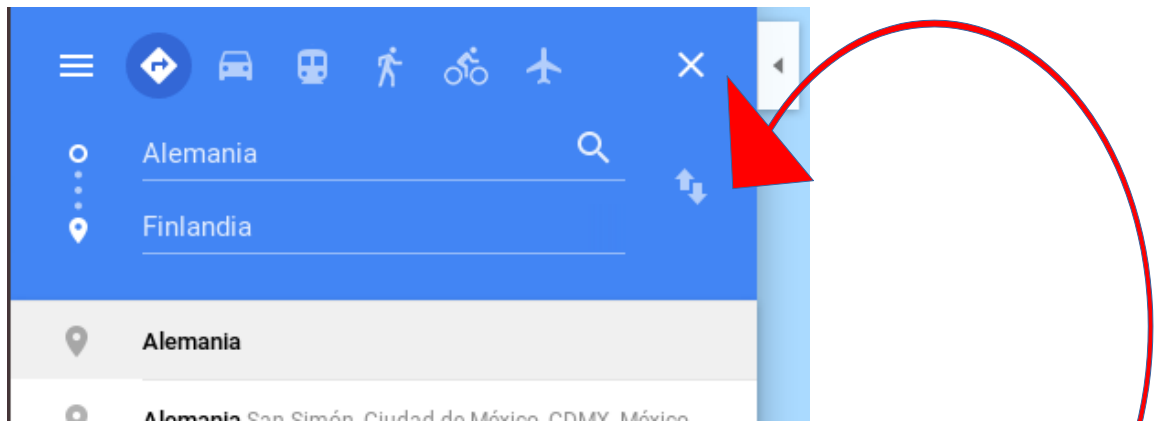 Alemania
Finlandia
Alemania
Alemania San Simón, Ciudad de México, CDMX, México